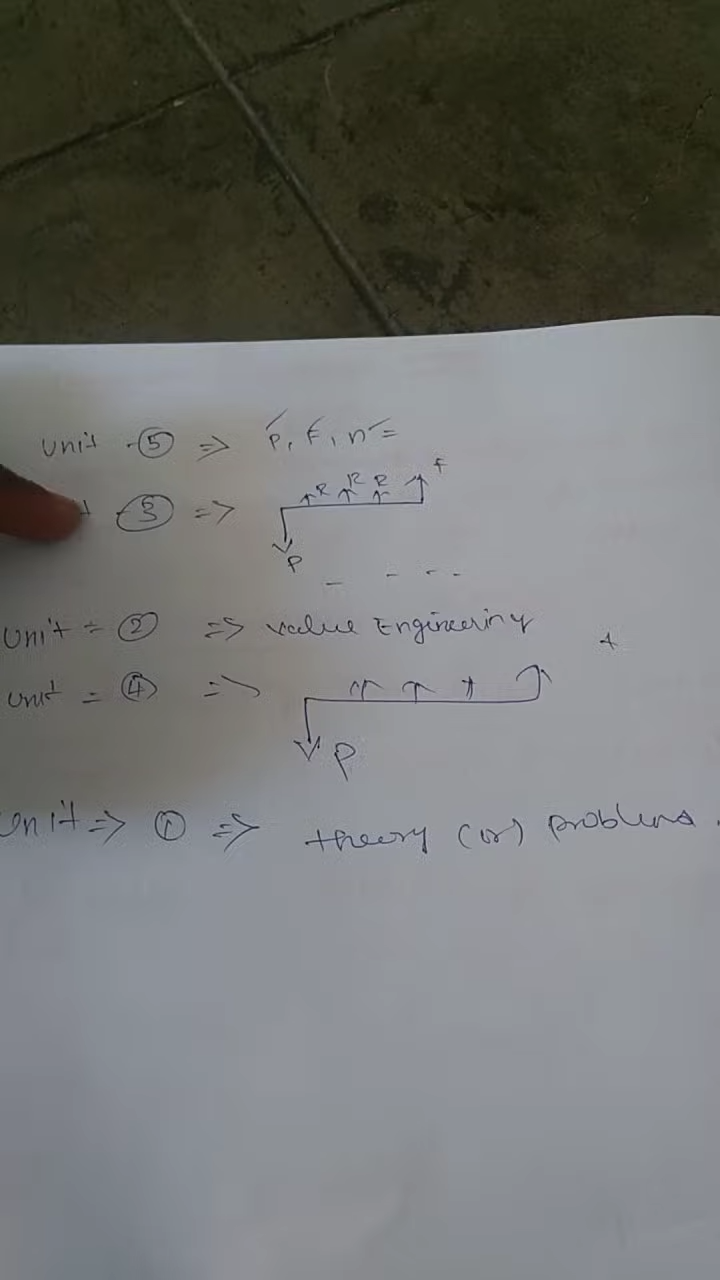 Unit - 5 => P, F, n =
- 3 => R R R F
P
Unit = 2 => Value Engineering
Unit = 4 =>
P
Unit => 1 => theory (or) problems.